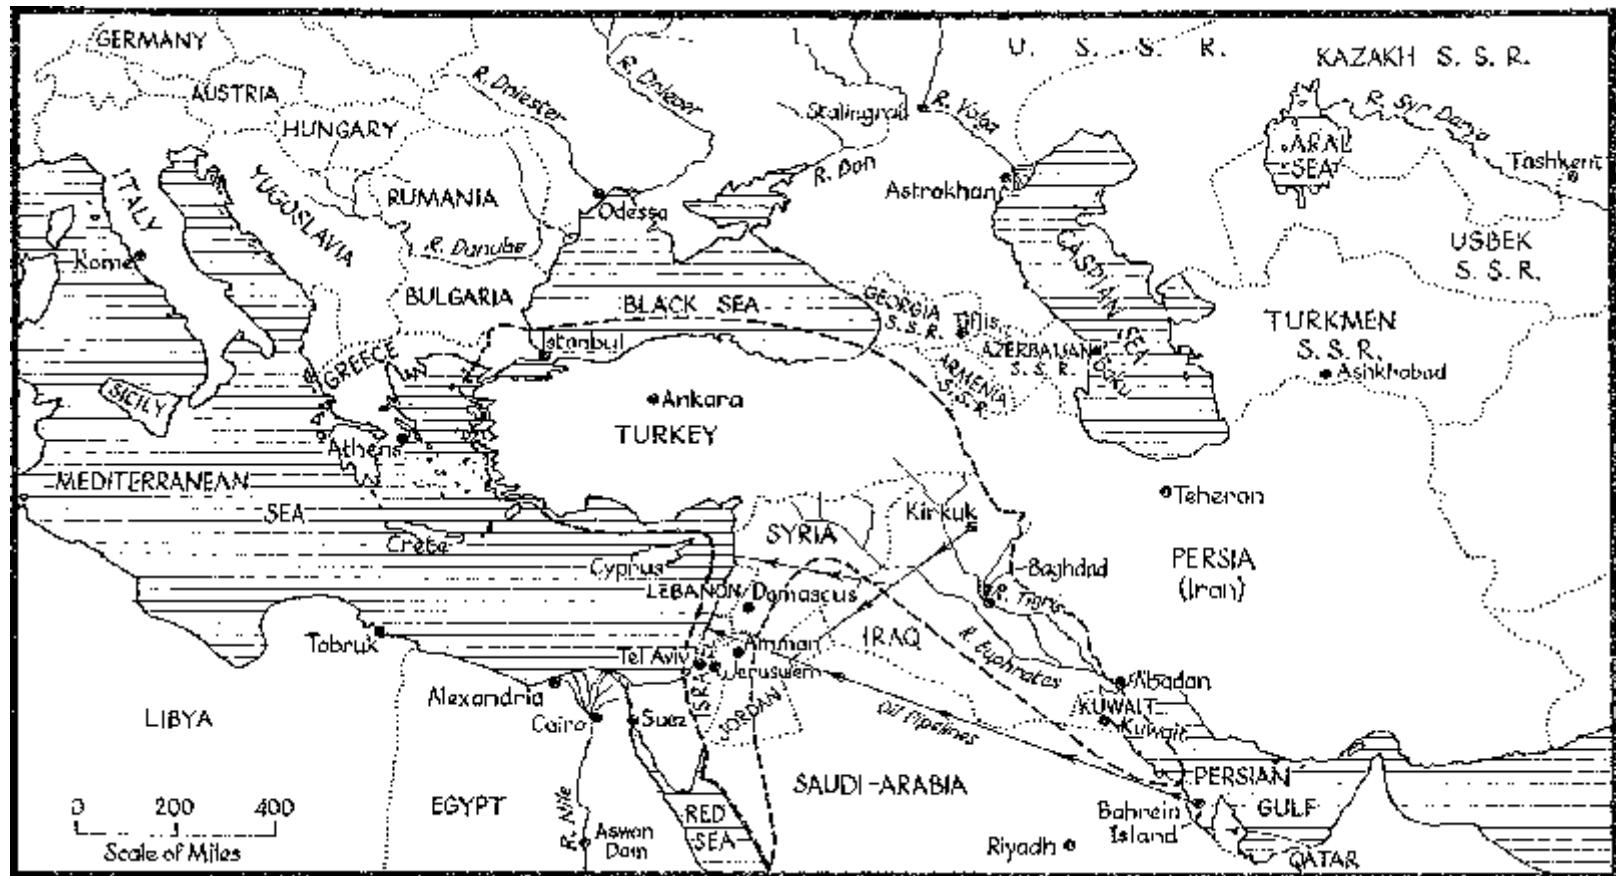 GERMANY
AUSTRIA
HUNGARY
R. Dniester
R. Dnieper
U. S. S. R.
KAZAKH S. S. R.
Stalingrad
R. Volga
R. Don
Astrakhan
ARAL
SEA
R. Syr Darya
Tashkent
ITALY
YUGOSLAVIA
RUMANIA
Odessa
R. Danube
Rome
BULGARIA
BLACK SEA
CASPIAN SEA
USBEK
S. S. R.
GEORGIA
S. S. R.
Tiflis
AZERBAIJAN
S. S. R.
Baku
ARMENIA
S. S. R.
TURKMEN
S. S. R.
Ashkhabad
Istanbul
GREECE
SICILY
Athens
Ankara
TURKEY
MEDITERRANEAN
SEA
Crete
Cyprus
SYRIA
Kirkuk
Teheran
PERSIA
(Iran)
Baghdad
R. Tigris
LEBANON
Damascus
IRAQ
R. Euphrates
Tobruk
Tel Aviv
Amman
Jerusalem
Abadan
Alexandria
Cairo
Suez
ISR
JORDAN
KUWAIT
Kuwait
Oil Pipelines
LIBYA
EGYPT
SAUDI-ARABIA
PERSIAN
GULF
Bahrein
Island
QATAR
Riyadh
RED
SEA
R. Nile
Aswan
Dam
0 200 400
Scale of Miles